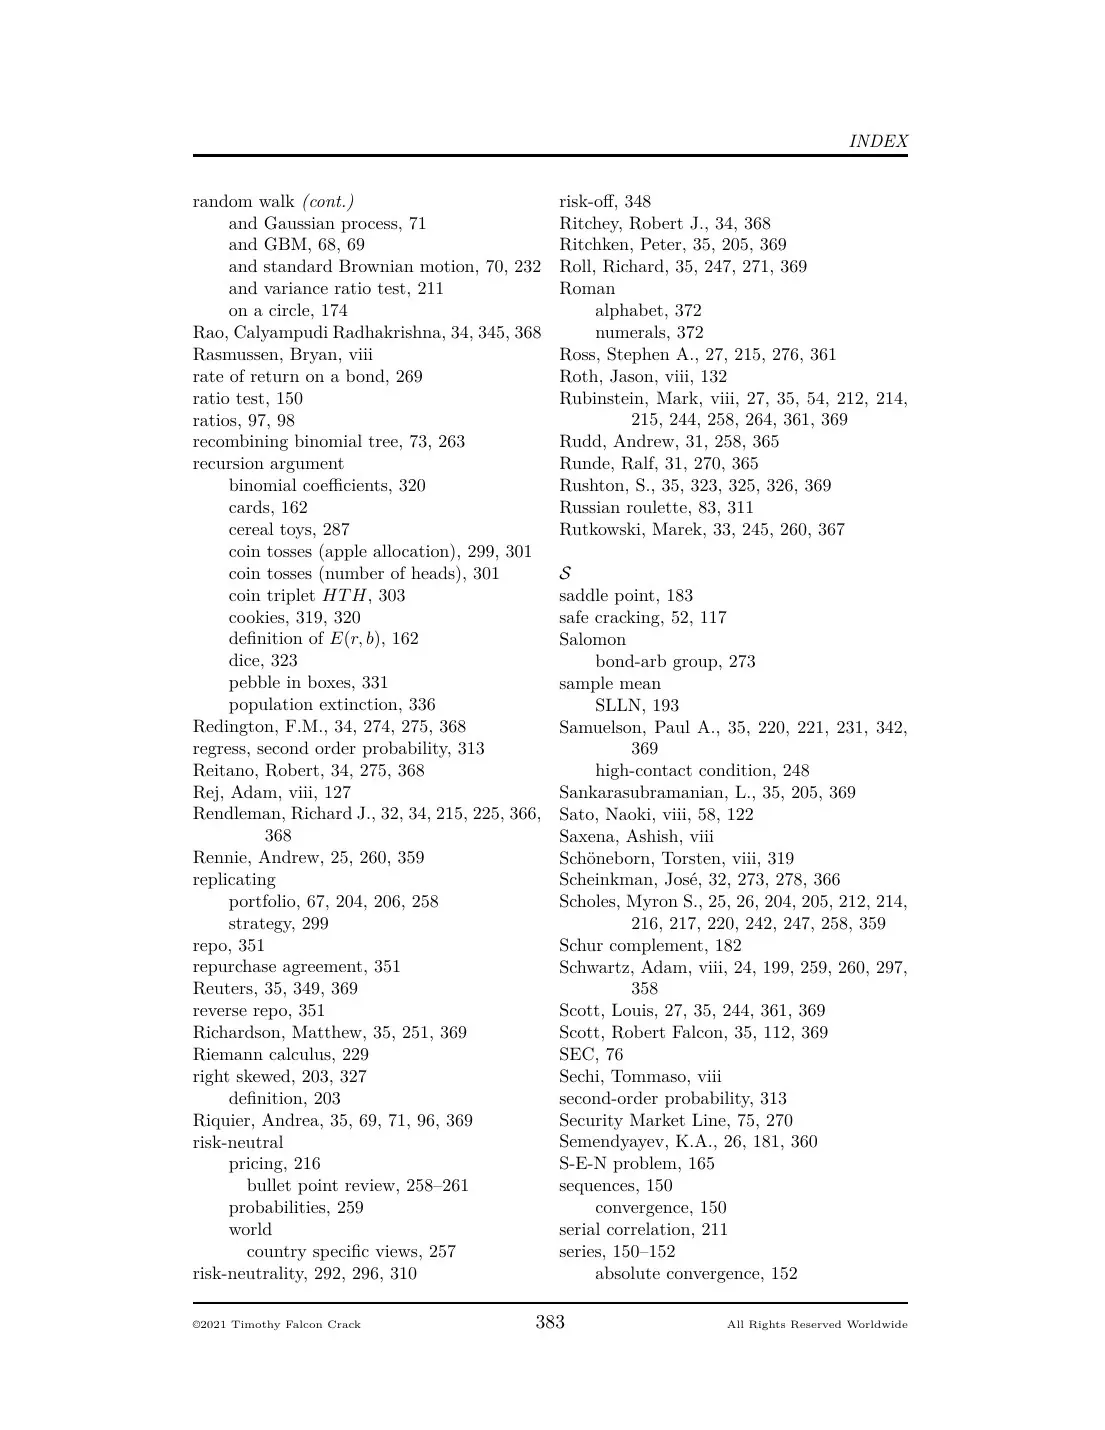 INDEX
random walk (cont.)
and Gaussian process, 71
and GBM, 68, 69
and standard Brownian motion, 70, 232
and variance ratio test, 211
on a circle, 174
Rao, Calyampudi Radhakrishna, 34, 345, 368
Rasmussen, Bryan, viii
rate of return on a bond, 269
ratio test, 150
ratios, 97, 98
recombining binomial tree, 73, 263
recursion argument
binomial coefficients, 320
cards, 162
cereal toys, 287
coin tosses (apple allocation), 299, 301
coin tosses (number of heads), 301
coin triplet HTH, 303
cookies, 319, 320
definition of E(r, b), 162
dice, 323
pebble in boxes, 331
population extinction, 336
Redington, F.M., 34, 274, 275, 368
regress, second order probability, 313
Reitano, Robert, 34, 275, 368
Rej, Adam, viii, 127
Rendleman, Richard J., 32, 34, 215, 225, 366,
368
Rennie, Andrew, 25, 260, 359
replicating
portfolio, 67, 204, 206, 258
strategy, 299
repo, 351
repurchase agreement, 351
Reuters, 35, 349, 369
reverse repo, 351
Richardson, Matthew, 35, 251, 369
Riemann calculus, 229
right skewed, 203, 327
definition, 203
Riquier, Andrea, 35, 69, 71, 96, 369
risk-neutral
pricing, 216
bullet point review, 258–261
probabilities, 259
world
country specific views, 257
risk-neutrality, 292, 296, 310
risk-off, 348
Ritchey, Robert J., 34, 368
Ritchken, Peter, 35, 205, 369
Roll, Richard, 35, 247, 271, 369
Roman
alphabet, 372
numerals, 372
Ross, Stephen A., 27, 215, 276, 361
Roth, Jason, viii, 132
Rubinstein, Mark, viii, 27, 35, 54, 212, 214,
215, 244, 258, 264, 361, 369
Rudd, Andrew, 31, 258, 365
Runde, Ralf, 31, 270, 365
Rushton, S., 35, 323, 325, 326, 369
Russian roulette, 83, 311
Rutkowski, Marek, 33, 245, 260, 367
S
saddle point, 183
safe cracking, 52, 117
Salomon
bond-arb group, 273
sample mean
SLLN, 193
Samuelson, Paul A., 35, 220, 221, 231, 342,
369
high-contact condition, 248
Sankarasubramanian, L., 35, 205, 369
Sato, Naoki, viii, 58, 122
Saxena, Ashish, viii
Schöneborn, Torsten, viii, 319
Scheinkman, José, 32, 273, 278, 366
Scholes, Myron S., 25, 26, 204, 205, 212, 214,
216, 217, 220, 242, 247, 258, 359
Schur complement, 182
Schwartz, Adam, viii, 24, 199, 259, 260, 297,
358
Scott, Louis, 27, 35, 244, 361, 369
Scott, Robert Falcon, 35, 112, 369
SEC, 76
Sechi, Tommaso, viii
second-order probability, 313
Security Market Line, 75, 270
Semendyayev, K.A., 26, 181, 360
S-E-N problem, 165
sequences, 150
convergence, 150
serial correlation, 211
series, 150–152
absolute convergence, 152
©2021 Timothy Falcon Crack
383
All Rights Reserved Worldwide